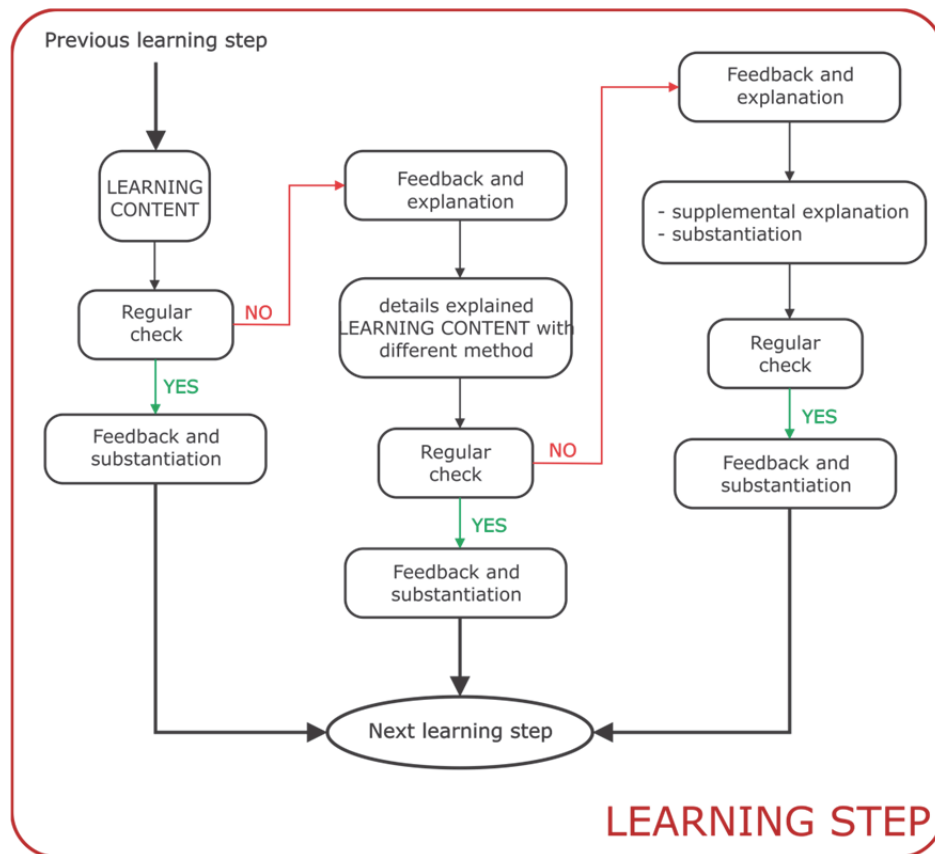 Previous learning step
LEARNING
CONTENT
Regular
check
NO
YES
Feedback and
substantiation
Feedback and
explanation
details explained
LEARNING CONTENT with
different method
Regular
check
NO
YES
Feedback and
substantiation
Feedback and
explanation
- supplemental explanation
- substantiation
Regular
check
YES
Feedback and
substantiation
Next learning step
LEARNING STEP